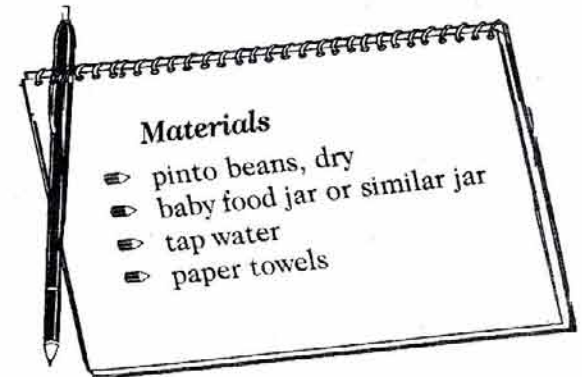 Materials
pinto beans, dry
baby food jar or similar jar
tap water
paper towels